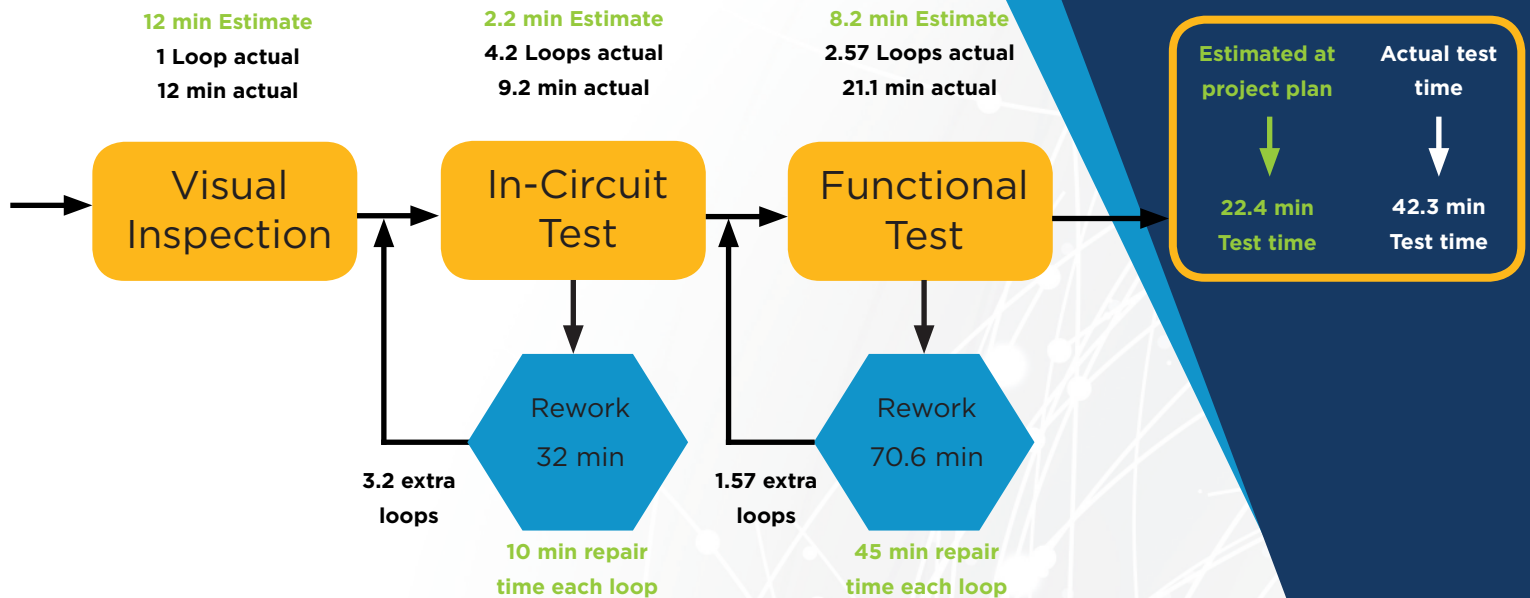 12 min Estimate
1 Loop actual
12 min actual
2.2 min Estimate
4.2 Loops actual
9.2 min actual
8.2 min Estimate
2.57 Loops actual
21.1 min actual
Estimated at
project plan
Actual test
time
22.4 min
Test time
42.3 min
Test time
Visual
Inspection
In-Circuit
Test
Functional
Test
Rework
32 min
3.2 extra
loops
10 min repair
time each loop
Rework
70.6 min
1.57 extra
loops
45 min repair
time each loop